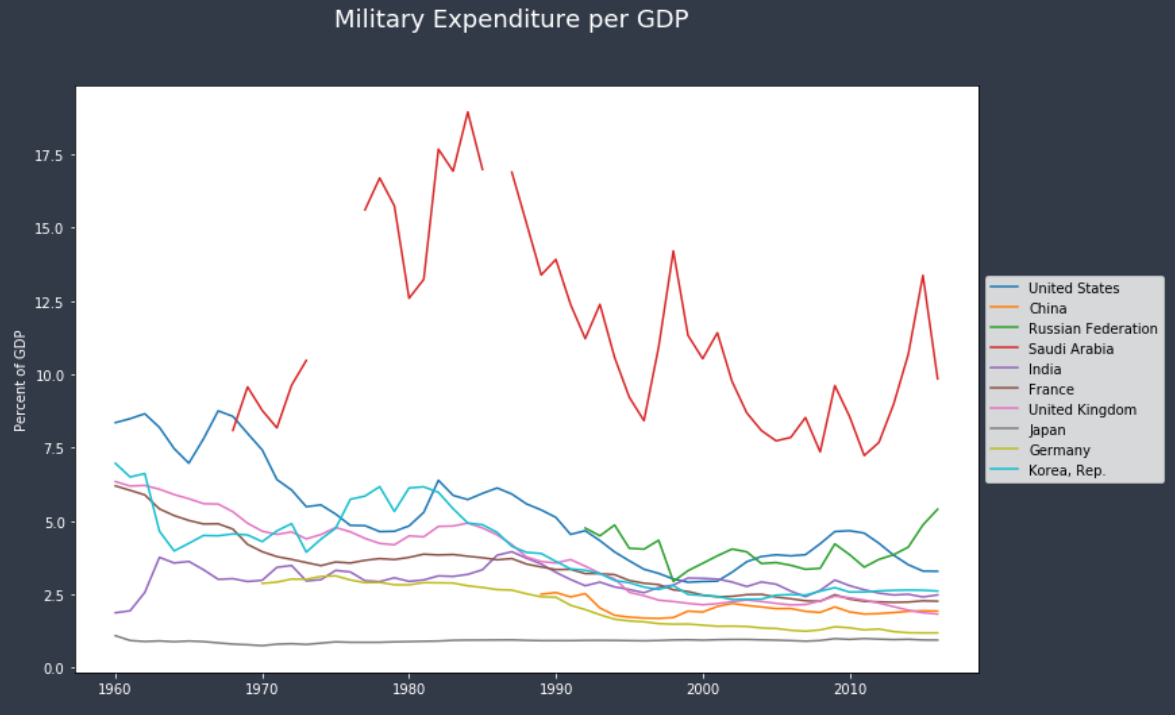 Military Expenditure per GDP
17.5
15.0
12.5
10.0
7.5
5.0
2.5
0.0
Percent of GDP
1960 1970 1980 1990 2000 2010
United States
China
Russian Federation
Saudi Arabia
India
France
United Kingdom
Japan
Germany
Korea, Rep.